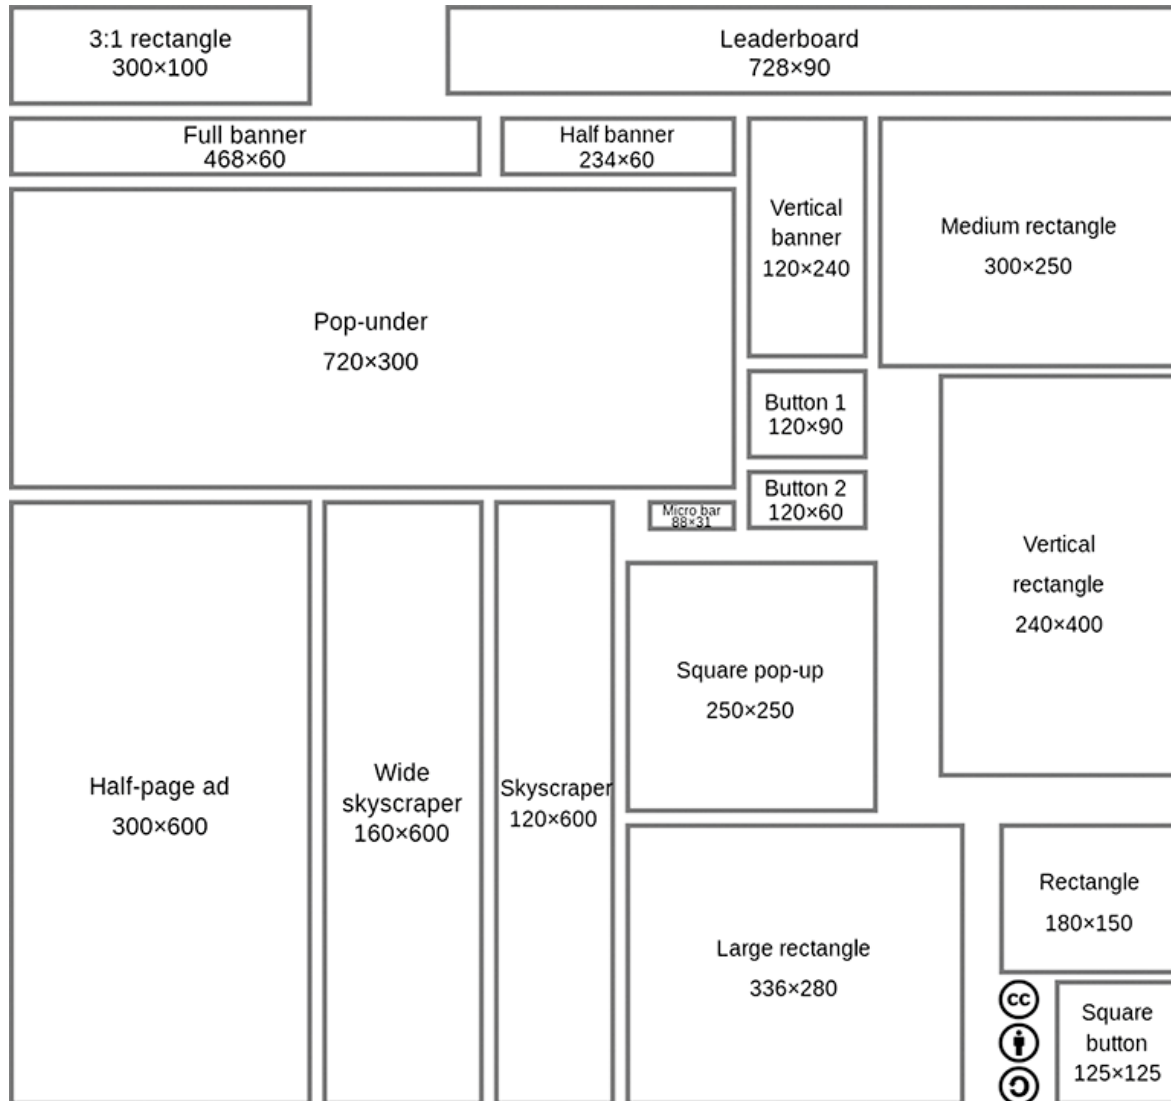 3:1 rectangle
300×100
Leaderboard
728×90
Full banner
468×60
Half banner
234×60
Vertical
banner
120×240
Medium rectangle
300×250
Pop-under
720×300
Button 1
120×90
Button 2
120×60
Micro bar
88×31
Vertical
rectangle
240×400
Square pop-up
250×250
Half-page ad
300×600
Wide
skyscraper
160×600
Skyscraper
120×600
Large rectangle
336×280
Rectangle
180×150
cc
Square
button
125×125